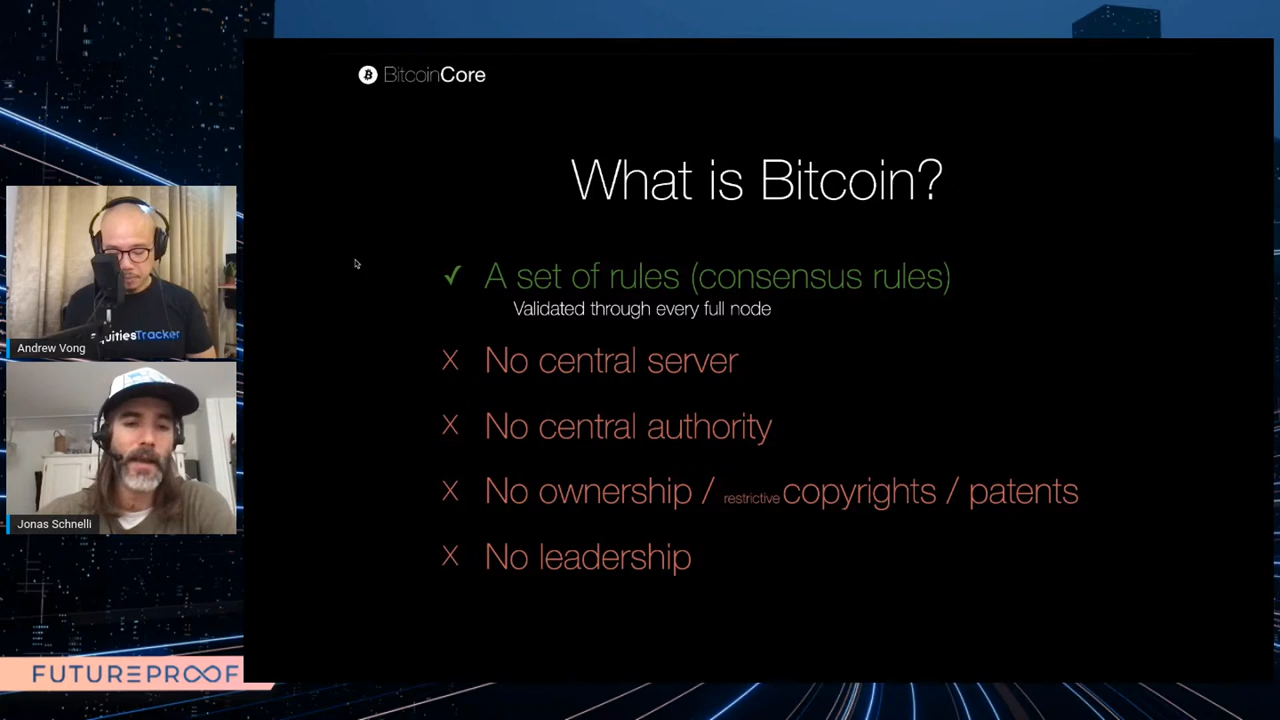 BitcoinCore
What is Bitcoin?
✓ A set of rules (consensus rules)
Validated through every full node
X No central server
X No central authority
X No ownership / restrictive copyrights / patents
X No leadership
quitiesTracker
Andrew Vong
Jonas Schnelli
FUTUREPROOF